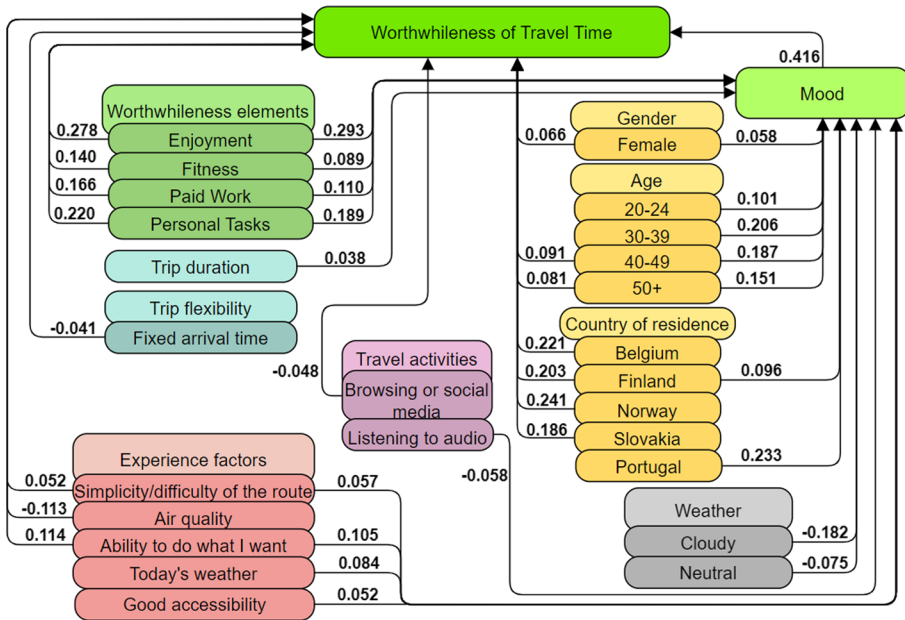 Worthwhileness of Travel Time
0.416
Mood
Worthwhileness elements
0.278 Enjoyment 0.293
0.140 Fitness 0.089
0.166 Paid Work 0.110
0.220 Personal Tasks 0.189
Trip duration 0.038
Trip flexibility
-0.041 Fixed arrival time
Gender
0.066 Female 0.058
Age
20-24 0.101
30-39 0.206
0.091 40-49 0.187
0.081 50+ 0.151
Country of residence
0.221 Belgium
0.203 Finland 0.096
0.241 Norway
0.186 Slovakia
Portugal 0.233
Travel activities
-0.048 Browsing or social
media
Listening to audio
-0.058
Experience factors
0.052 Simplicity/difficulty of the route 0.057
-0.113 Air quality
0.114 Ability to do what I want 0.105
Today's weather 0.084
Good accessibility 0.052
Weather
Cloudy -0.182
Neutral -0.075